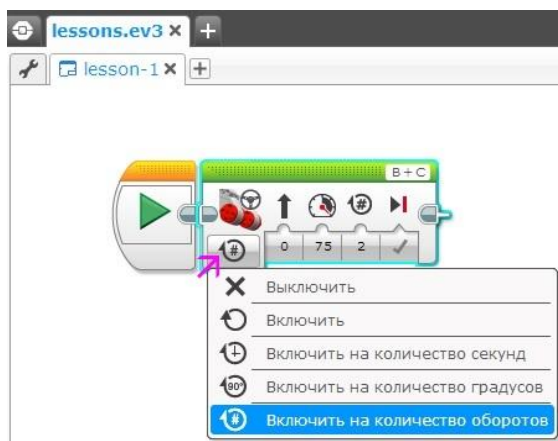 lessons.ev3 × +
lesson-1 × +
B+C
#
0 75 2
#
Выключить
Включить
Включить на количество секунд
90° Включить на количество градусов
# Включить на количество оборотов